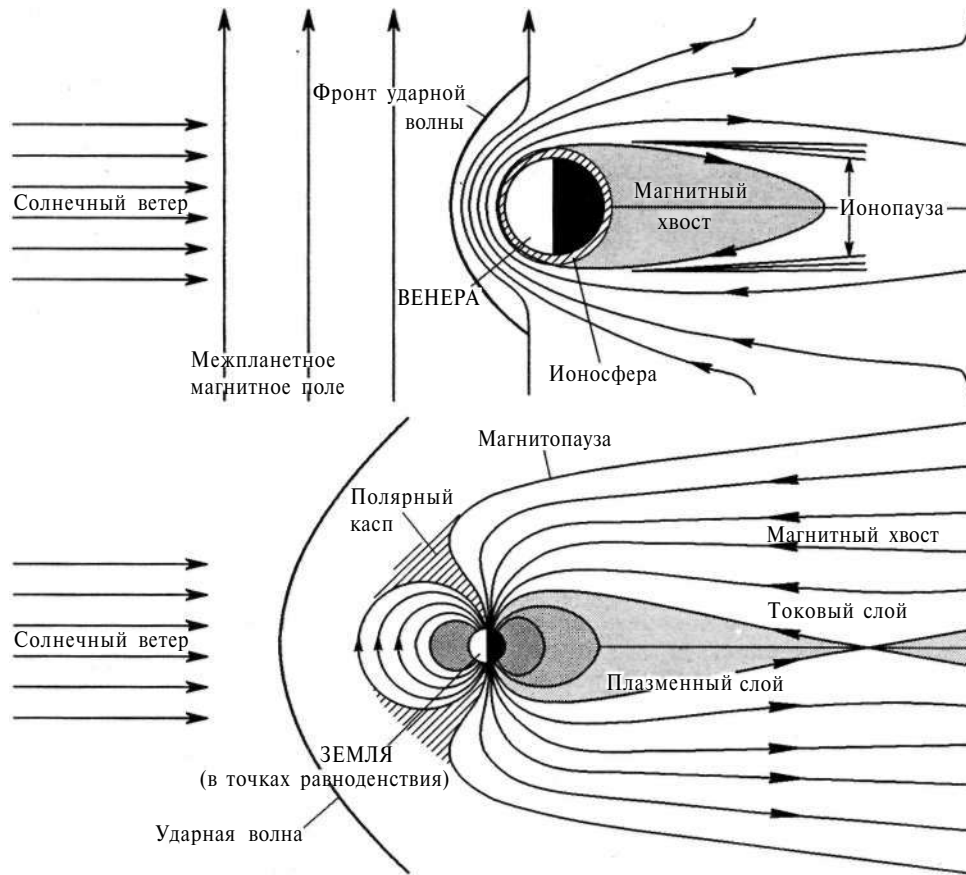 Фронт ударной
волны
Солнечный ветер
Магнитный
хвост
Ионопауза
ВЕНЕРА
Межпланетное
магнитное поле
Ионосфера
Магнитопауза
Полярный
касп
Магнитный хвост
Токовый слой
Солнечный ветер
Плазменный слой
ЗЕМЛЯ
(в точках равноденствия)
Ударная волна